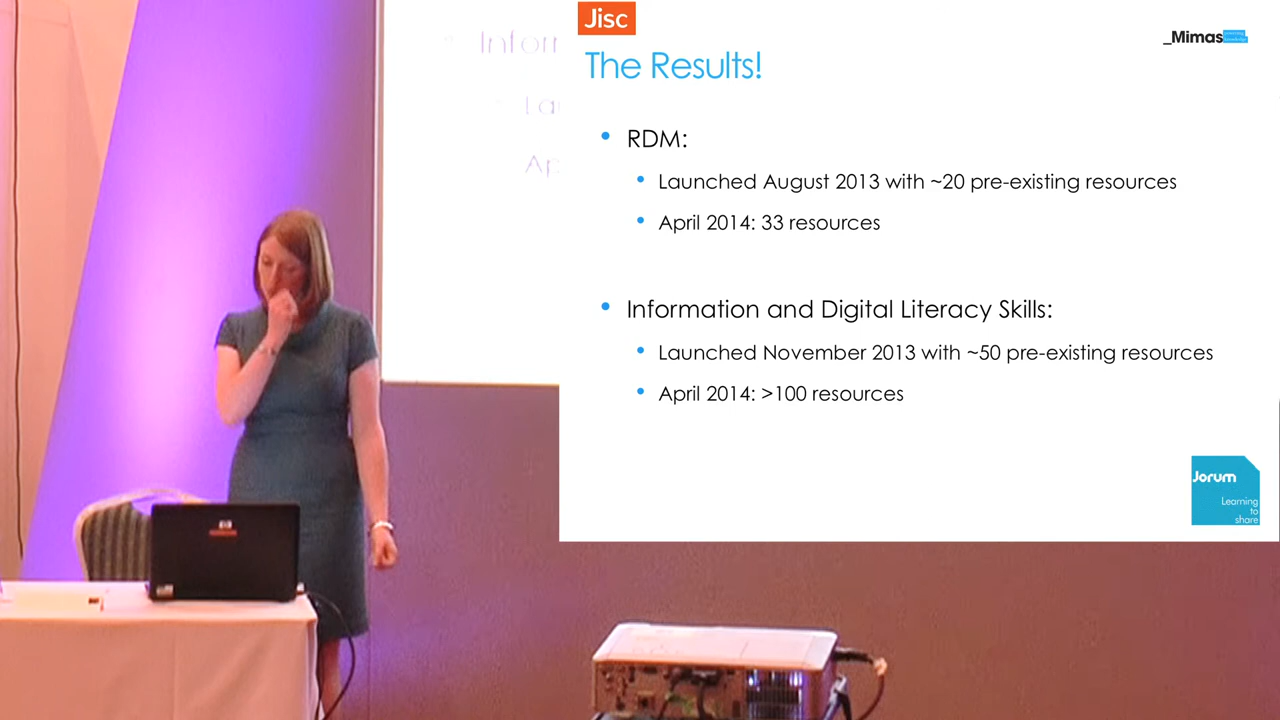 Jisc
_Mimas
The Results!
Infor
La
Ap
• RDM:
• Launched August 2013 with ~20 pre-existing resources
• April 2014: 33 resources
• Information and Digital Literacy Skills:
• Launched November 2013 with ~50 pre-existing resources
• April 2014: >100 resources
Jorum
Learning
to
share
hp